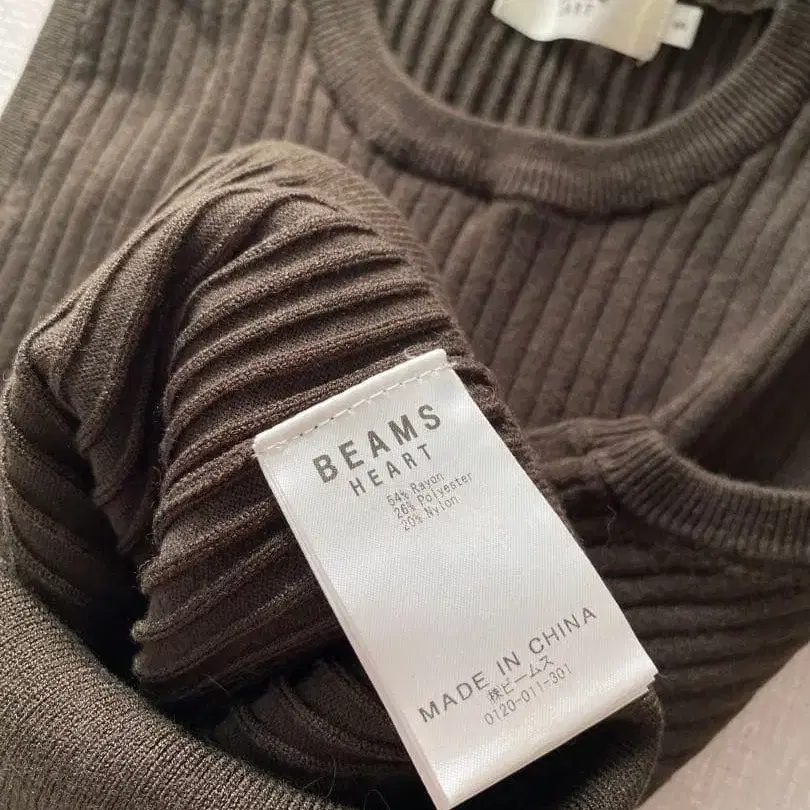 BEAMS
HEART
54% Rayon
26% Polyester
20% Nylon
MADE IN CHINA
㈱ビームス
0120-011-301